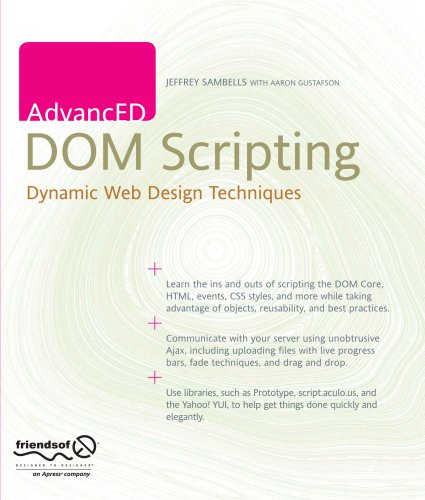 JEFFREY SAMBELLS WITH AARON GUSTAFSON
AdvancED
DOM Scripting
Dynamic Web Design Techniques
Learn the ins and outs of scripting the DOM Core,
HTML, events, CSS styles, and more while taking
advantage of objects, reusability, and best practices.
Communicate with your server using unobtrusive
Ajax, including uploading files with live progress
bars, fade techniques, and drag and drop.
Use libraries, such as Prototype, script.aculo.us, and
the Yahoo! YUI, to help get things done quickly and
elegantly.
friendsof
DESIGNER TO DESIGNER™
an Apress® company